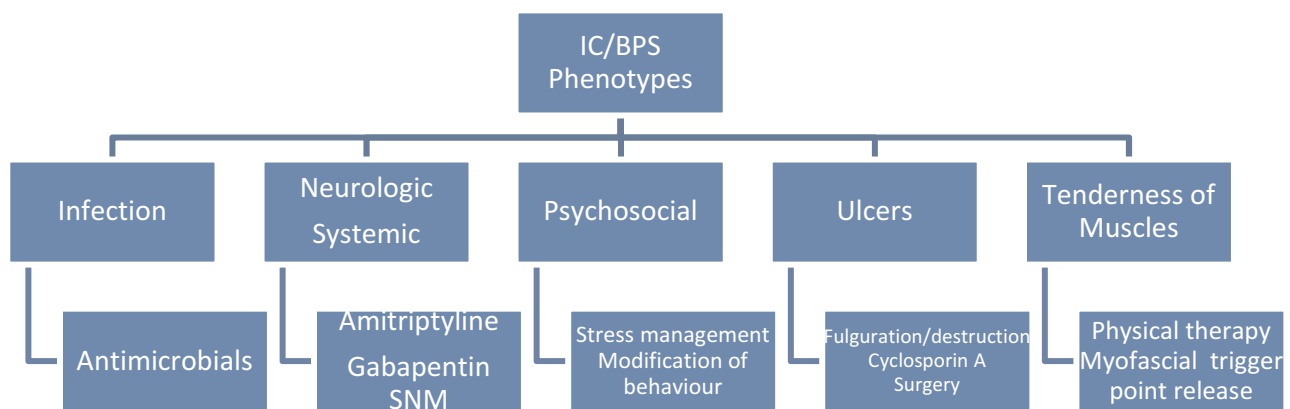 IC/BPS
Phenotypes
Infection
Neurologic
Systemic
Psychosocial
Ulcers
Tenderness of
Muscles
Antimicrobials
Amitriptyline
Gabapentin
SNM
Stress management
Modification of
behaviour
Fulguration/destruction
Cyclosporin A
Surgery
Physical therapy
Myofascial trigger
point release